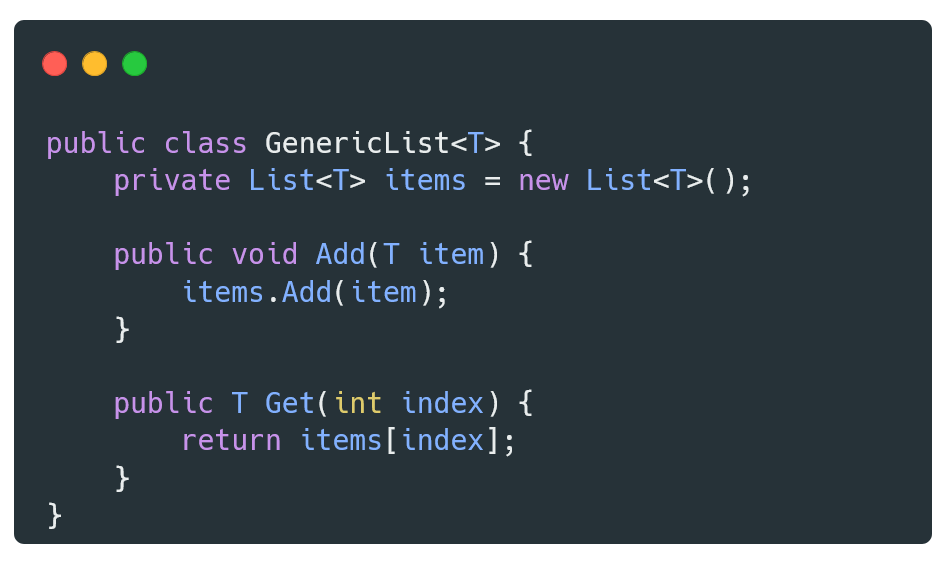 public class GenericList<T> {
    private List<T> items = new List<T>();

    public void Add(T item) {
        items.Add(item);
    }

    public T Get(int index) {
        return items[index];
    }
}